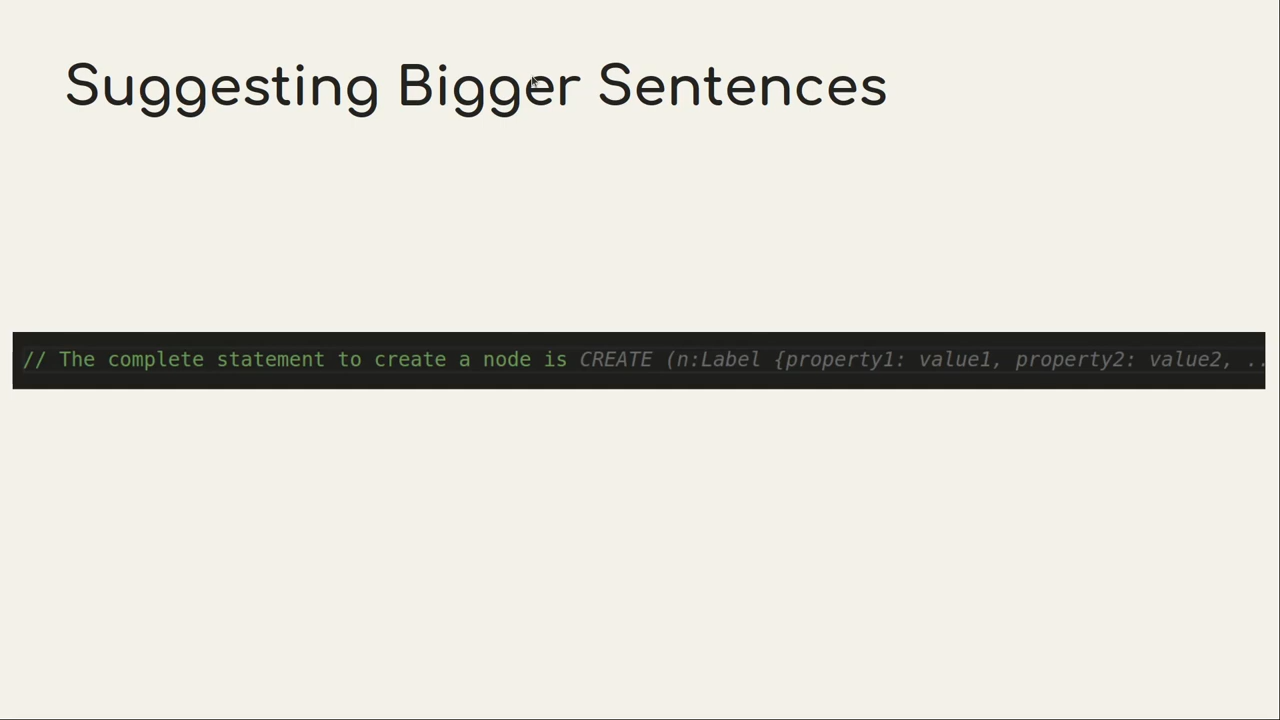 Suggesting Bigger Sentences
// The complete statement to create a node is CREATE (n:Label {property1: value1, property2: value2, ..